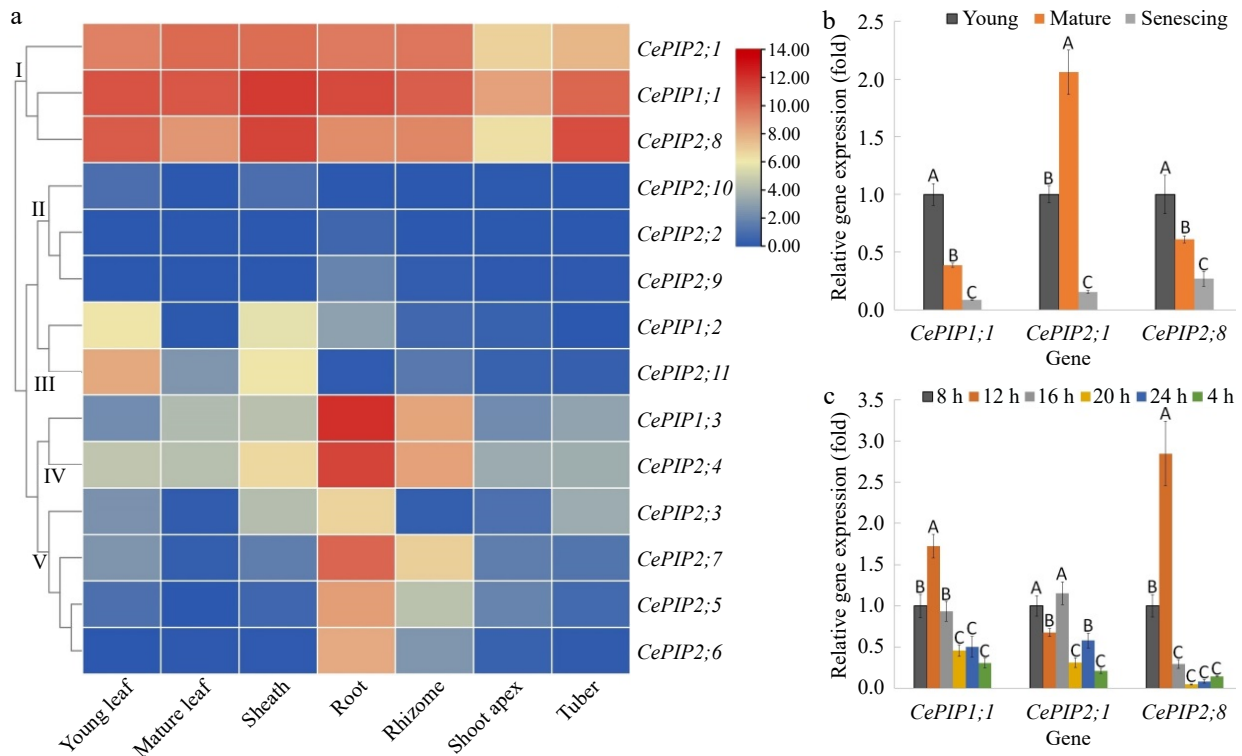 a
I
II
III
IV
V
CePIP2;1
CePIP1;1
CePIP2;8
CePIP2;10
CePIP2;2
CePIP2;9
CePIP1;2
CePIP2;11
CePIP1;3
CePIP2;4
CePIP2;3
CePIP2;7
CePIP2;5
CePIP2;6
Young leaf
Mature leaf
Sheath
Root
Rhizome
Shoot apex
Tuber
14.00
12.00
10.00
8.00
6.00
4.00
2.00
0.00
b
Young Mature Senescing
Relative gene expression (fold)
2.5
2.0
1.5
1.0
0.5
0.0
A B C
B A C
A B C
CePIP1;1 CePIP2;1 CePIP2;8
Gene
c
8 h 12 h 16 h 20 h 24 h 4 h
Relative gene expression (fold)
3.5
3.0
2.5
2.0
1.5
1.0
0.5
0.0
B A B C C C
A B A C B C
B A C C C C
CePIP1;1 CePIP2;1 CePIP2;8
Gene